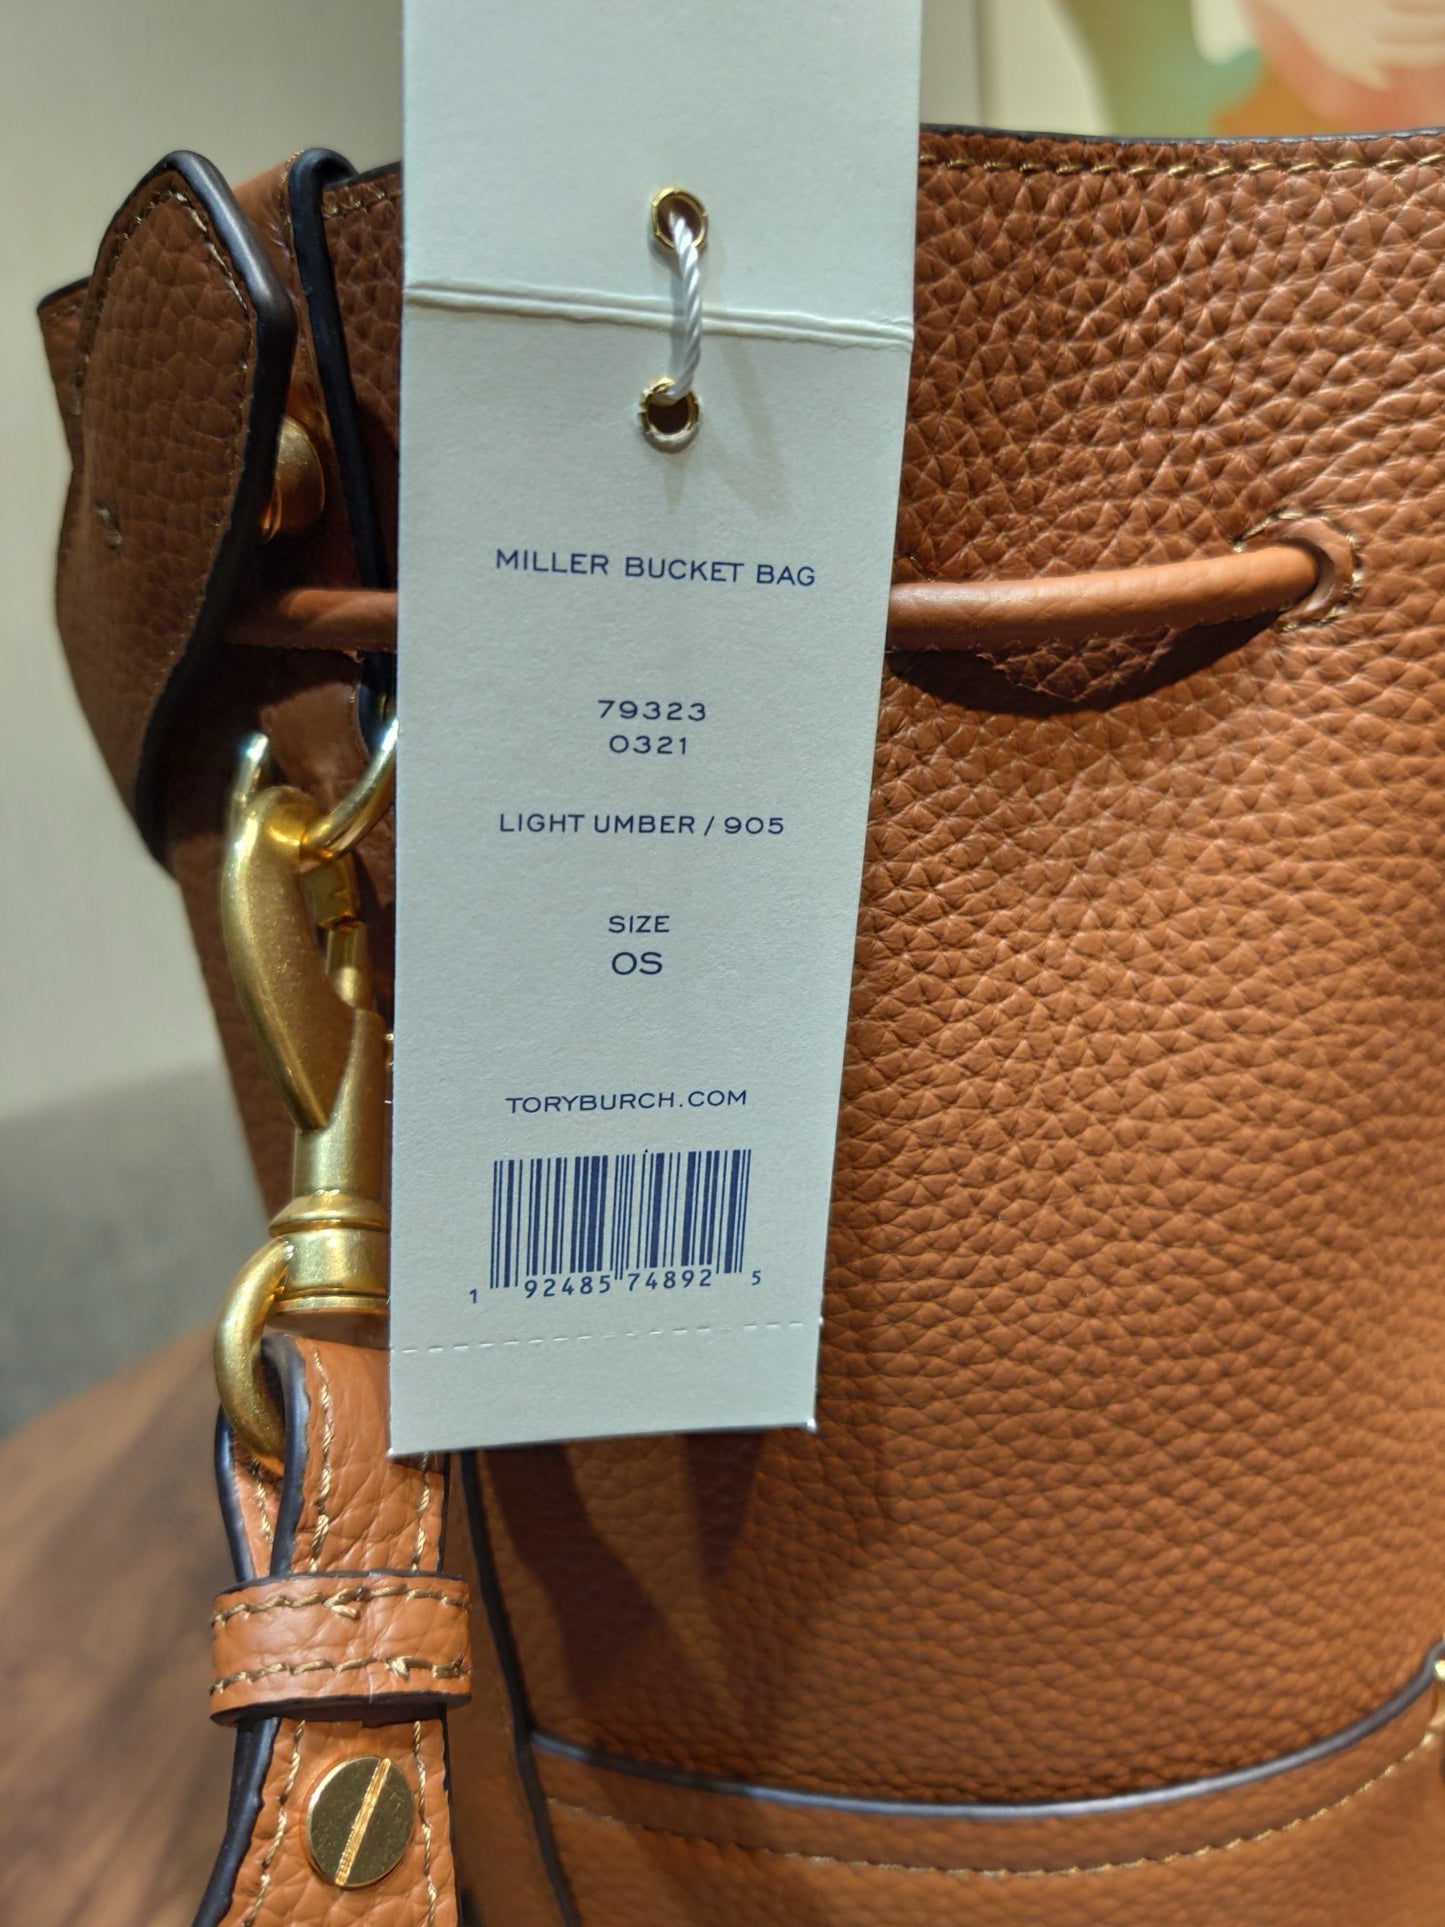 MILLER BUCKET BAG
79323
0321
LIGHT UMBER / 905
SIZE
OS
TORYBURCH.COM
1 92485 74892 5